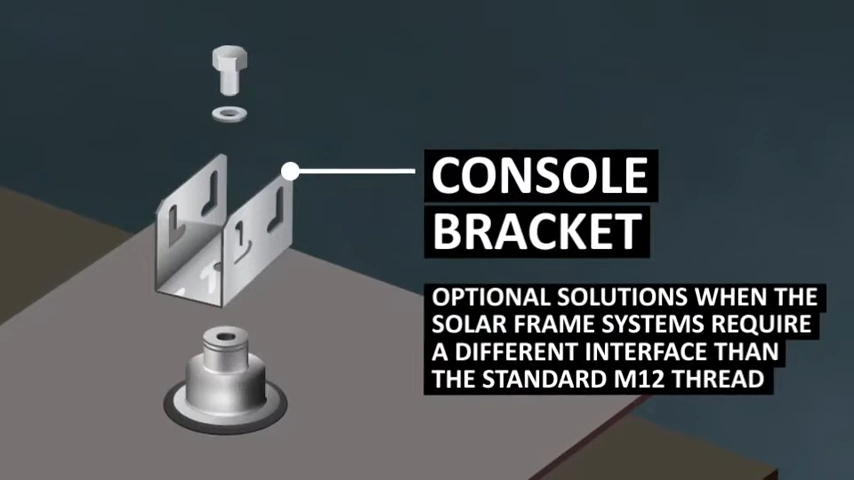 CONSOLE
BRACKET
OPTIONAL SOLUTIONS WHEN THE
SOLAR FRAME SYSTEMS REQUIRE
A DIFFERENT INTERFACE THAN
THE STANDARD M12 THREAD